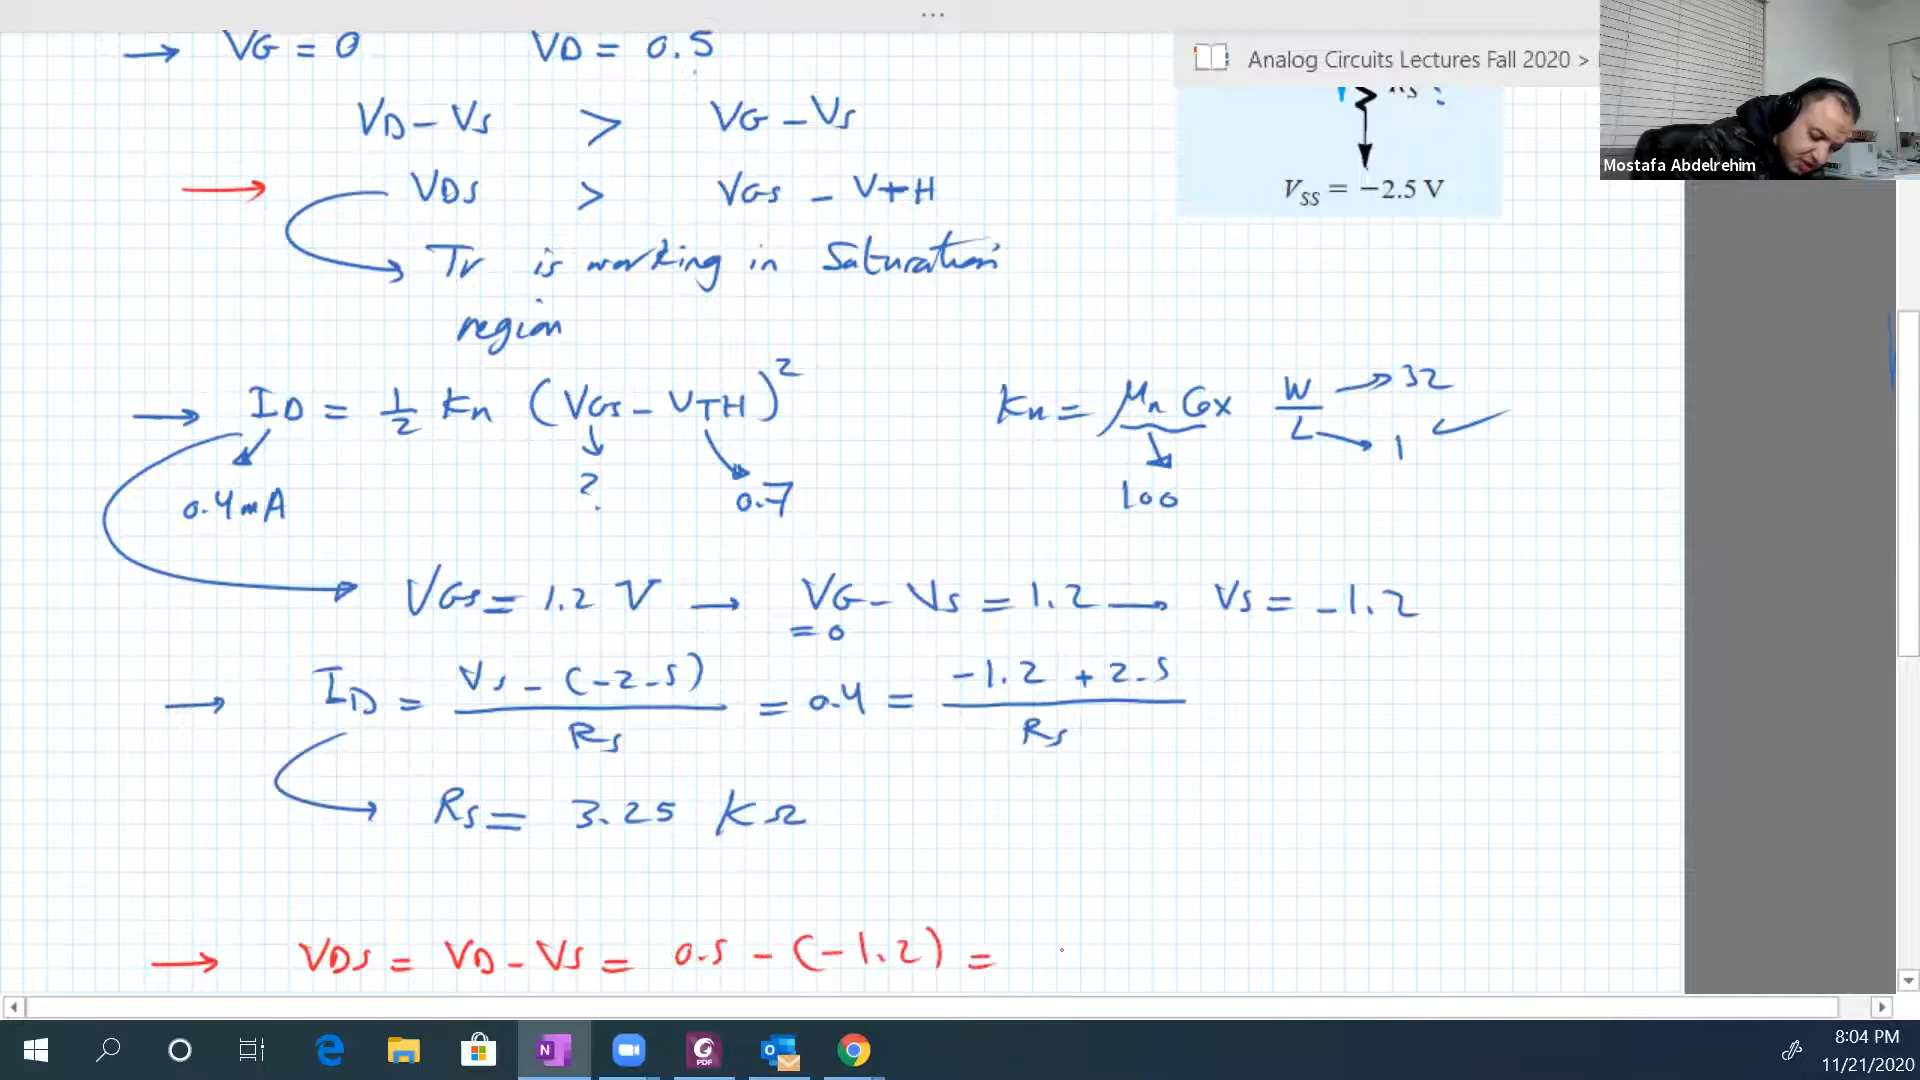 ...
→ VG = 0 VD = 0.5
Analog Circuits Lectures Fall 2020 >
VD - VS > VG - VS
RS :
→ VDS > VGS - VTH
VSS = −2.5 V
Mostafa Abdelrehim
Tr is working in Saturation
region
→ ID = 1/2 Kn (VGS - VTH)²
Kn = μn Cox W/L → 32
→ 1
0.4mA ? 0.7
100
VGS = 1.2 V → VG - VS = 1.2 → VS = -1.2
= 0
→ ID = VS - (-2.5) / RS = 0.4 = -1.2 + 2.5 / RS
RS = 3.25 KΩ
→ VDS = VD - VS = 0.5 - (-1.2) =
N
PDF
8:04 PM
11/21/2020